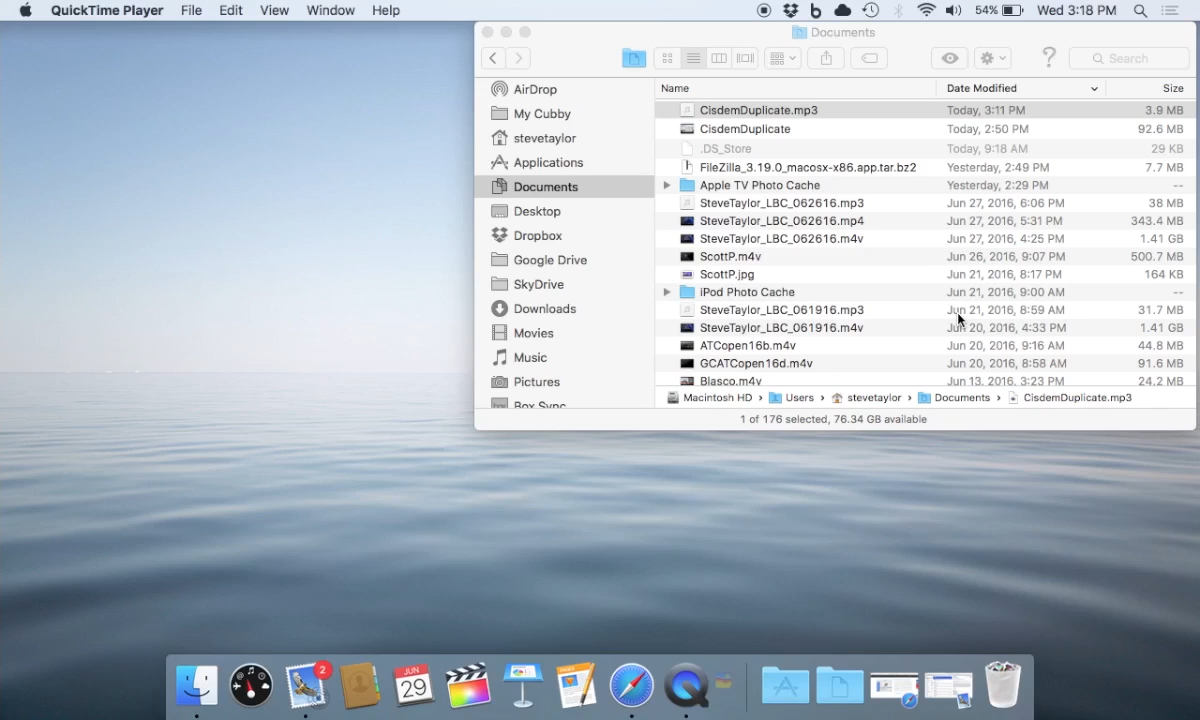 QuickTime Player File Edit View Window Help 54% Wed 3:18 PM
Documents
Search
Name Date Modified Size
AirDrop
My Cubby
stevetaylor
Applications
Documents
Desktop
Dropbox
Google Drive
SkyDrive
Downloads
Movies
Music
Pictures
Box Sync
CisdemDuplicate.mp3 Today, 3:11 PM 3.9 MB
CisdemDuplicate Today, 2:50 PM 92.6 MB
.DS_Store Today, 9:18 AM 29 KB
FileZilla_3.19.0_macosx-x86.app.tar.bz2 Yesterday, 2:49 PM 7.7 MB
Apple TV Photo Cache Yesterday, 2:29 PM --
SteveTaylor_LBC_062616.mp3 Jun 27, 2016, 6:06 PM 38 MB
SteveTaylor_LBC_062616.mp4 Jun 27, 2016, 5:31 PM 343.4 MB
SteveTaylor_LBC_062616.m4v Jun 27, 2016, 4:25 PM 1.41 GB
ScottP.m4v Jun 26, 2016, 9:07 PM 500.7 MB
ScottP.jpg Jun 21, 2016, 8:17 PM 164 KB
iPod Photo Cache Jun 21, 2016, 9:00 AM --
SteveTaylor_LBC_061916.mp3 Jun 21, 2016, 8:59 AM 31.7 MB
SteveTaylor_LBC_061916.m4v Jun 20, 2016, 4:33 PM 1.41 GB
ATCopen16b.m4v Jun 20, 2016, 9:16 AM 44.8 MB
GCATCopen16d.m4v Jun 20, 2016, 8:58 AM 91.6 MB
Blasco.m4v Jun 13, 2016, 3:23 PM 24.2 MB
Macintosh HD › Users › stevetaylor › Documents › CisdemDuplicate.mp3
1 of 176 selected, 76.34 GB available
2
JUN
29